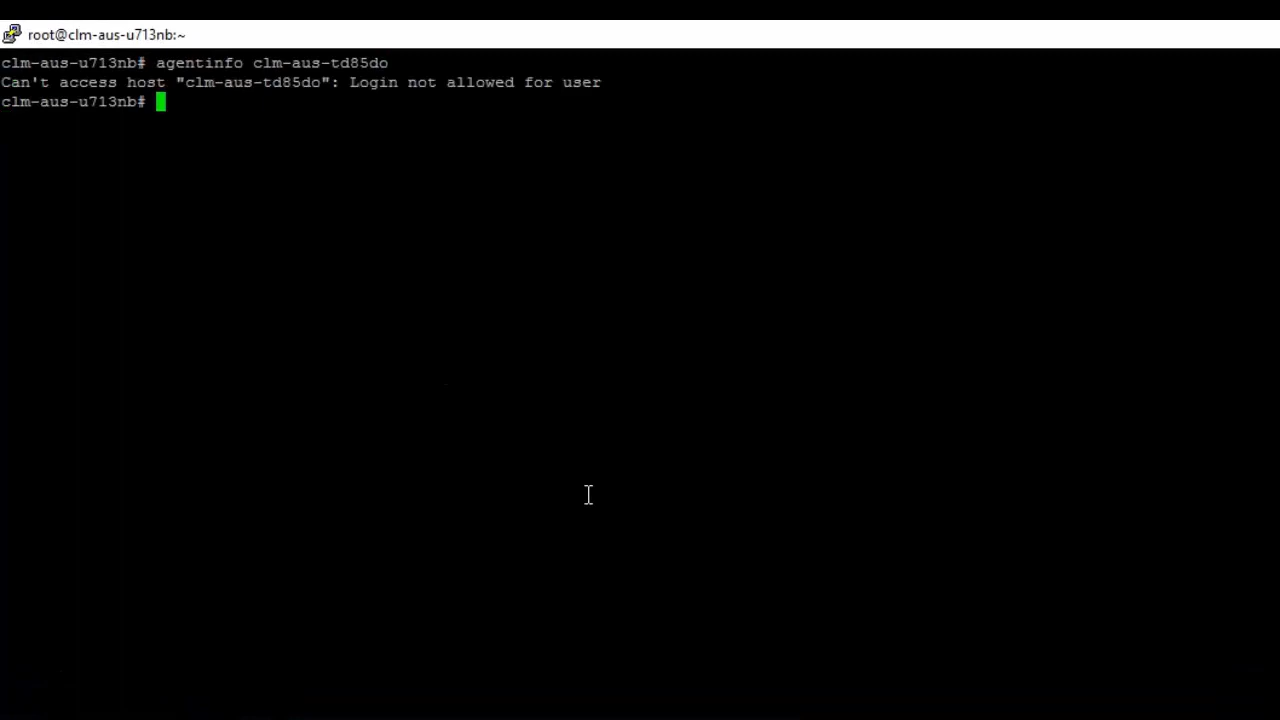 root@clm-aus-u713nb:~
clm-aus-u713nb# agentinfo clm-aus-td85do
Can't access host "clm-aus-td85do": Login not allowed for user
clm-aus-u713nb#